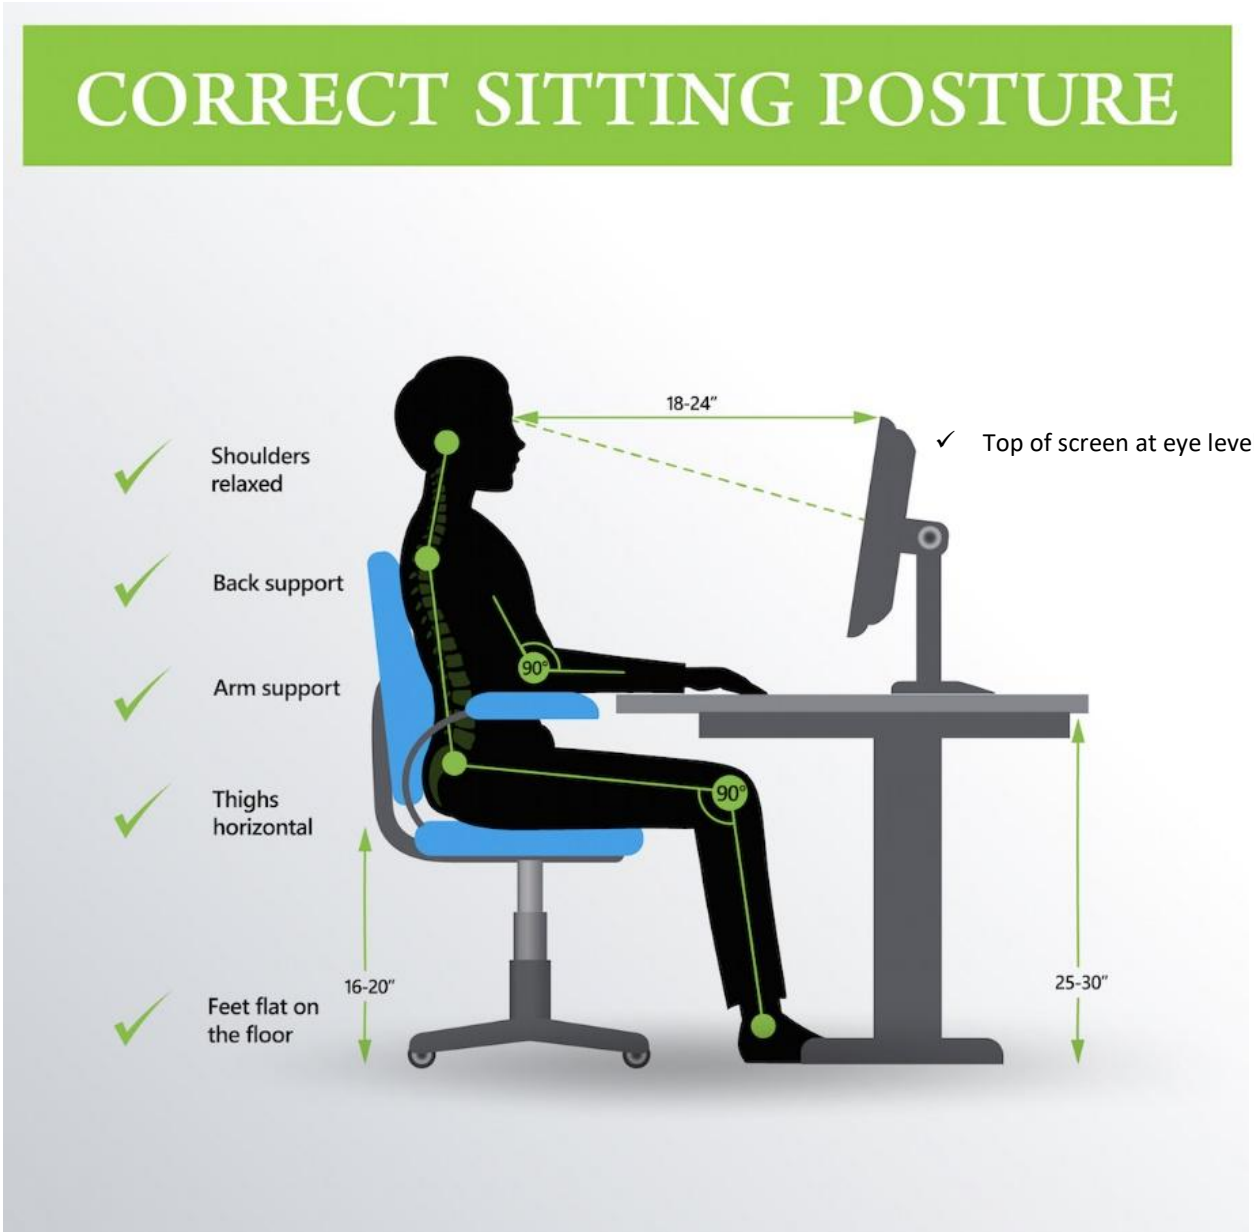 CORRECT SITTING POSTURE
18-24"
✓ Top of screen at eye leve
Shoulders
relaxed
Back support
90°
Arm support
90°
Thighs
horizontal
16-20"
25-30"
Feet flat on
the floor